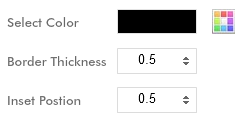 Select Color
Border Thickness 0.5
Inset Postion 0.5